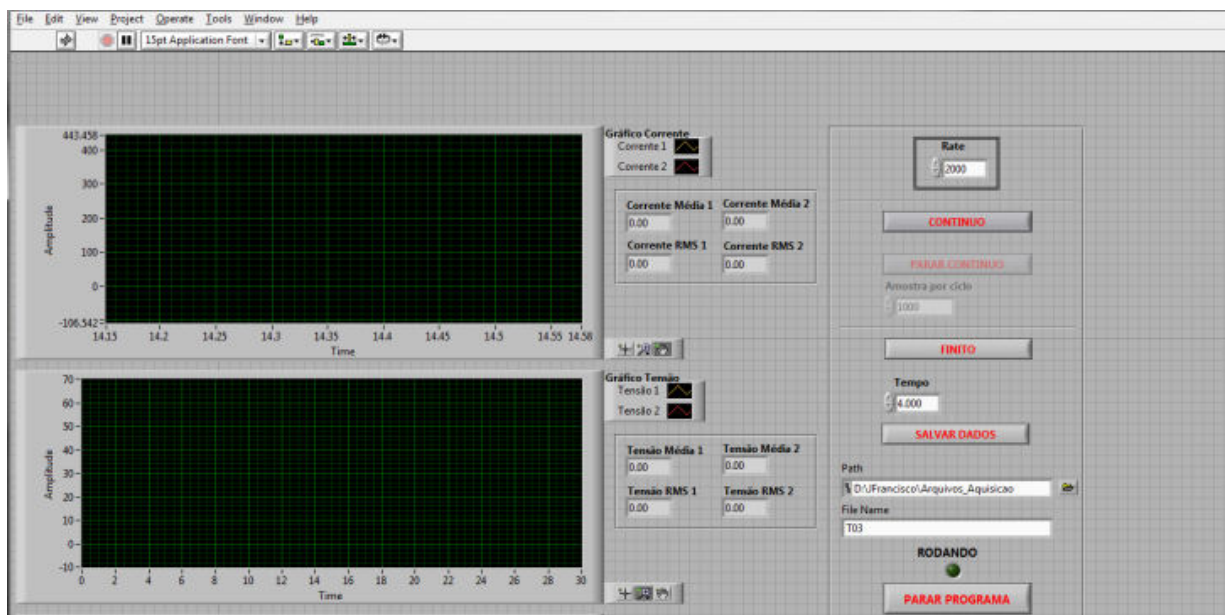 File Edit View Project Operate Tools Window Help
15pt Application Font
Gráfico Corrente
Corrente 1
Corrente 2
443.458
400
300
200
100
0
-106.542
Amplitude
14.15 14.2 14.25 14.3 14.35 14.4 14.45 14.5 14.55 14.58
Time
Corrente Média 1 Corrente Média 2
0.00 0.00
Corrente RMS 1 Corrente RMS 2
0.00 0.00
Gráfico Tensão
Tensão 1
Tensão 2
70
60
50
40
30
20
10
0
-10
Amplitude
0 2 4 6 8 10 12 14 16 18 20 22 24 26 28 30
Time
Tensão Média 1 Tensão Média 2
0.00 0.00
Tensão RMS 1 Tensão RMS 2
0.00 0.00
Rate
2000
CONTINUO
PARAR CONTINUO
Amostra por ciclo
1000
FINITO
Tempo
4.000
SALVAR DADOS
Path
D:\JFrancisco\Arquivos_Aquisicao
File Name
T03
RODANDO
PARAR PROGRAMA